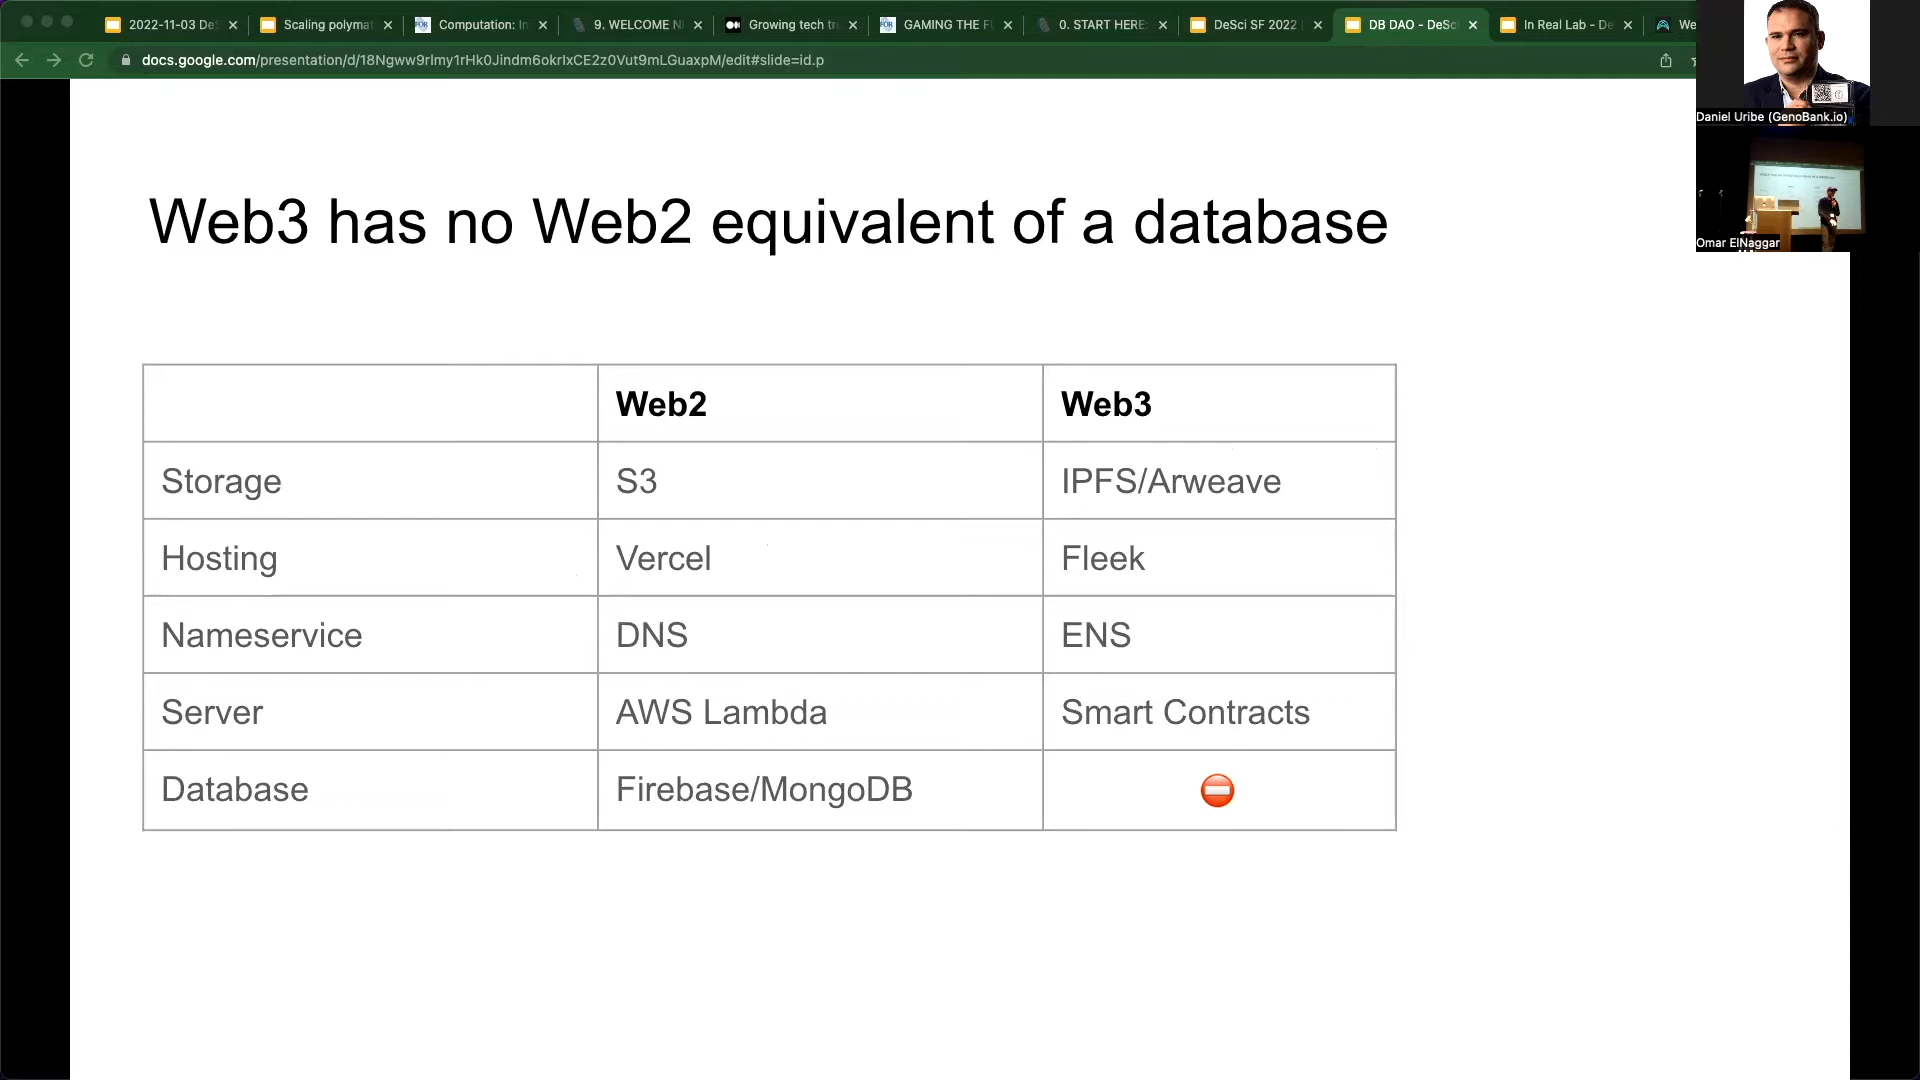 2022-11-03 DeS
Scaling polymat
Computation: In
9. WELCOME N
Growing tech tr
GAMING THE F
0. START HERE:
DeSci SF 2022
DB DAO - DeSc
In Real Lab - De
We
docs.google.com/presentation/d/18Ngww9rlmy1rHk0Jindm6okrIxCE2z0Vut9mLGuaxpM/edit#slide=id.p
Daniel Uribe (GenoBank.io)
Omar ElNaggar
Web3 has no Web2 equivalent of a database
Web2 Web3
Storage S3 IPFS/Arweave
Hosting Vercel Fleek
Nameservice DNS ENS
Server AWS Lambda Smart Contracts
Database Firebase/MongoDB